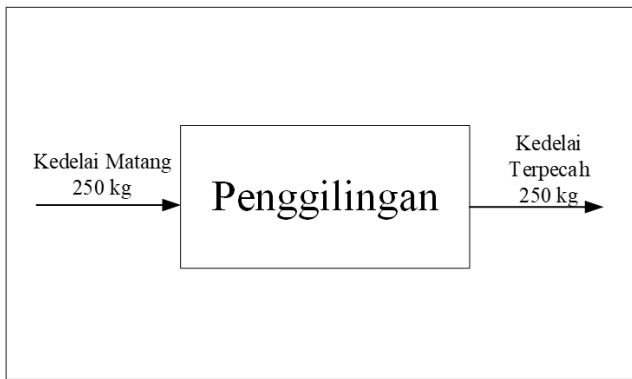 Kedelai Matang
250 kg
Penggilingan
Kedelai
Terpecah
250 kg